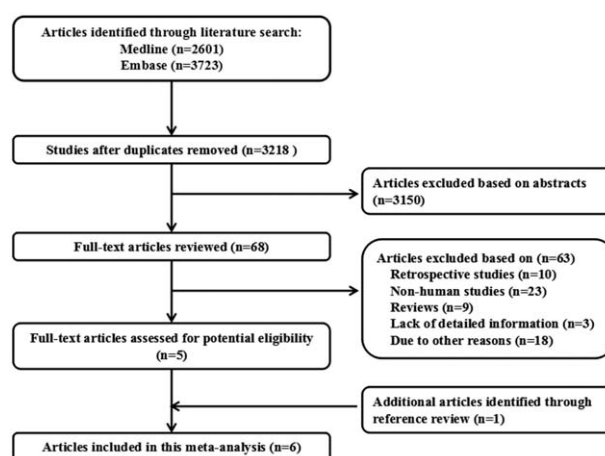 Articles identified through literature search:
Medline (n=2601)
Embase (n=3723)
Studies after duplicates removed (n=3218 )
Articles excluded based on abstracts
(n=3150)
Full-text articles reviewed (n=68)
Articles excluded based on (n=63)
Retrospective studies (n=10)
Non-human studies (n=23)
Reviews (n=9)
Lack of detailed information (n=3)
Due to other reasons (n=18)
Full-text articles assessed for potential eligibility
(n=5)
Additional articles identified through
reference review (n=1)
Articles included in this meta-analysis (n=6)